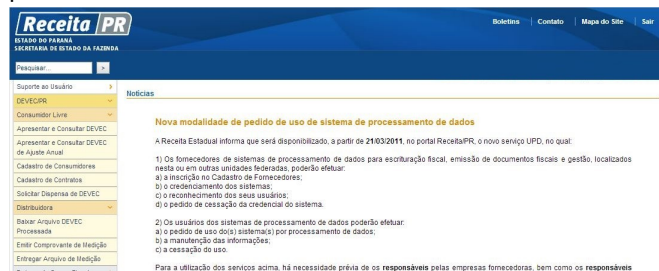 Receita PR
ESTADO DO PARANÁ
SECRETARIA DE ESTADO DA FAZENDA
Boletins | Contato | Mapa do Site | Sair
Pesquisar... >
Suporte ao Usuário
DEVEC/PR
Consumidor Livre
Apresentar e Consultar DEVEC
Apresentar e Consultar DEVEC
de Ajuste Anual
Cadastro de Consumidores
Cadastro de Contratos
Solicitar Dispensa de DEVEC
Distribuidora
Baixar Arquivo DEVEC
Processada
Emitir Comprovante de Medição
Entregar Arquivo de Medição
Notícias
Nova modalidade de pedido de uso de sistema de processamento de dados
A Receita Estadual informa que será disponibilizado, a partir de 21/03/2011, no portal Receita/PR, o novo serviço UPD, no qual:
1) Os fornecedores de sistemas de processamento de dados para escrituração fiscal, emissão de documentos fiscais e gestão, localizados
nesta ou em outras unidades federadas, poderão efetuar:
a) a inscrição no Cadastro de Fornecedores;
b) o credenciamento dos sistemas;
c) o reconhecimento dos seus usuários;
d) o pedido de cessação da credencial do sistema.
2) Os usuários dos sistemas de processamento de dados poderão efetuar:
a) o pedido de uso do(s) sistema(s) por processamento de dados;
b) a manutenção das informações;
c) a cessação do uso.
Para a utilização dos serviços acima, há necessidade prévia de os responsáveis pelas empresas fornecedoras, bem como os responsáveis